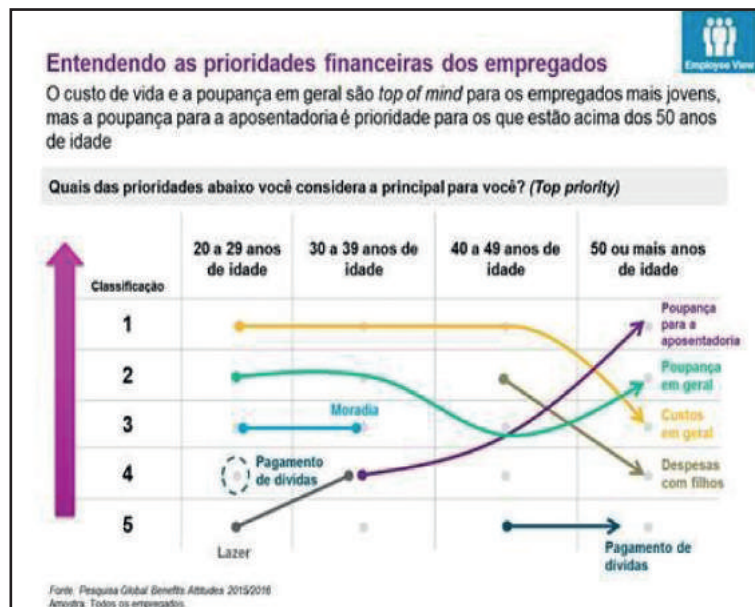 Employee View
Entendendo as prioridades financeiras dos empregados
O custo de vida e a poupança em geral são top of mind para os empregados mais jovens,
mas a poupança para a aposentadoria é prioridade para os que estão acima dos 50 anos
de idade
Quais das prioridades abaixo você considera a principal para você? (Top priority)
Classificação
20 a 29 anos
de idade
30 a 39 anos de
idade
40 a 49 anos de
idade
50 ou mais anos
de idade
1
Poupança
para a
aposentadoria
2
Poupança
em geral
3
Moradia
Custos
em geral
4
Pagamento
de dívidas
Despesas
com filhos
5
Lazer
Pagamento de
dívidas
Fonte: Pesquisa Global Benefits Attitudes 2015/2016
Amostra: Todos os empregados.